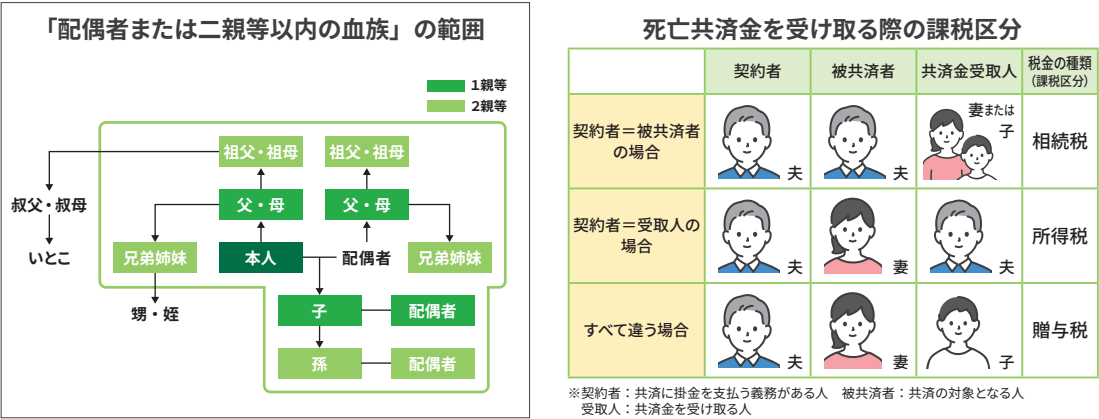 「配偶者または二親等以内の血族」の範囲
1親等
2親等
祖父・祖母
祖父・祖母
叔父・叔母
父・母
父・母
いとこ
兄弟姉妹
本人
配偶者
兄弟姉妹
甥・姪
子
配偶者
孫
配偶者
死亡共済金を受け取る際の課税区分
契約者
被共済者
共済金受取人
税金の種類
（課税区分）
契約者＝被共済者
の場合
夫
夫
妻または
子
相続税
契約者＝受取人の
場合
夫
妻
夫
所得税
すべて違う場合
夫
妻
子
贈与税
※契約者：共済に掛金を支払う義務がある人　被共済者：共済の対象となる人
受取人：共済金を受け取る人